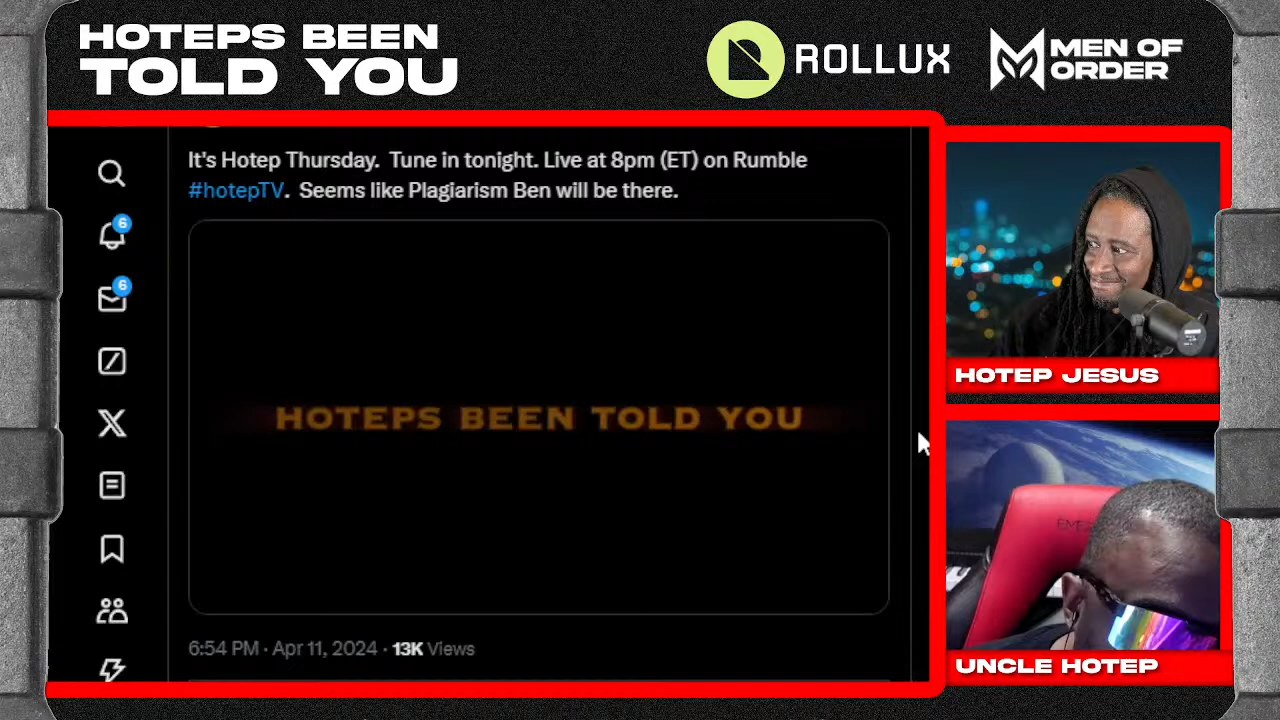 HOTEPS BEEN
TOLD YOU
ROLLUX
MEN OF
ORDER
It's Hotep Thursday. Tune in tonight. Live at 8pm (ET) on Rumble
#hotepTV. Seems like Plagiarism Ben will be there.
6
6
HOTEPS BEEN TOLD YOU
6:54 PM · Apr 11, 2024 · 13K Views
HOTEP JESUS
UNCLE HOTEP